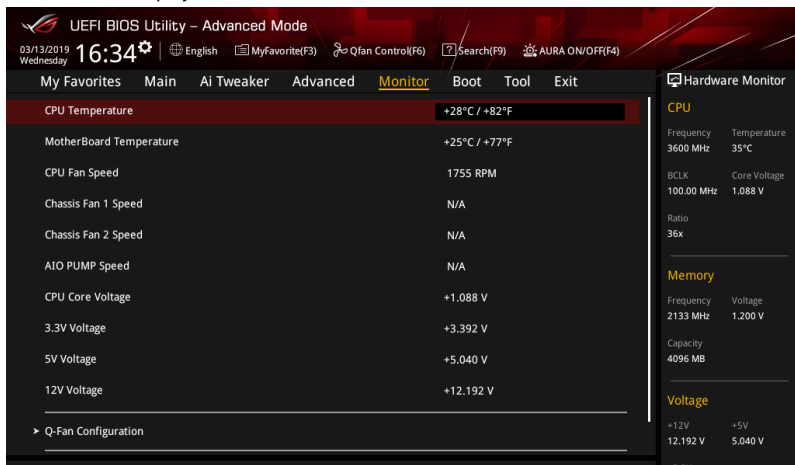 UEFI BIOS Utility – Advanced Mode
03/13/2019 Wednesday 16:34 English MyFavorite(F3) Qfan Control(F6) ? Search(F9) AURA ON/OFF(F4)
My Favorites Main Ai Tweaker Advanced Monitor Boot Tool Exit
CPU Temperature +28°C / +82°F
MotherBoard Temperature +25°C / +77°F
CPU Fan Speed 1755 RPM
Chassis Fan 1 Speed N/A
Chassis Fan 2 Speed N/A
AIO PUMP Speed N/A
CPU Core Voltage +1.088 V
3.3V Voltage +3.392 V
5V Voltage +5.040 V
12V Voltage +12.192 V
> Q-Fan Configuration
Hardware Monitor
CPU
Frequency Temperature
3600 MHz 35°C
BCLK Core Voltage
100.00 MHz 1.088 V
Ratio
36x
Memory
Frequency Voltage
2133 MHz 1.200 V
Capacity
4096 MB
Voltage
+12V +5V
12.192 V 5.040 V